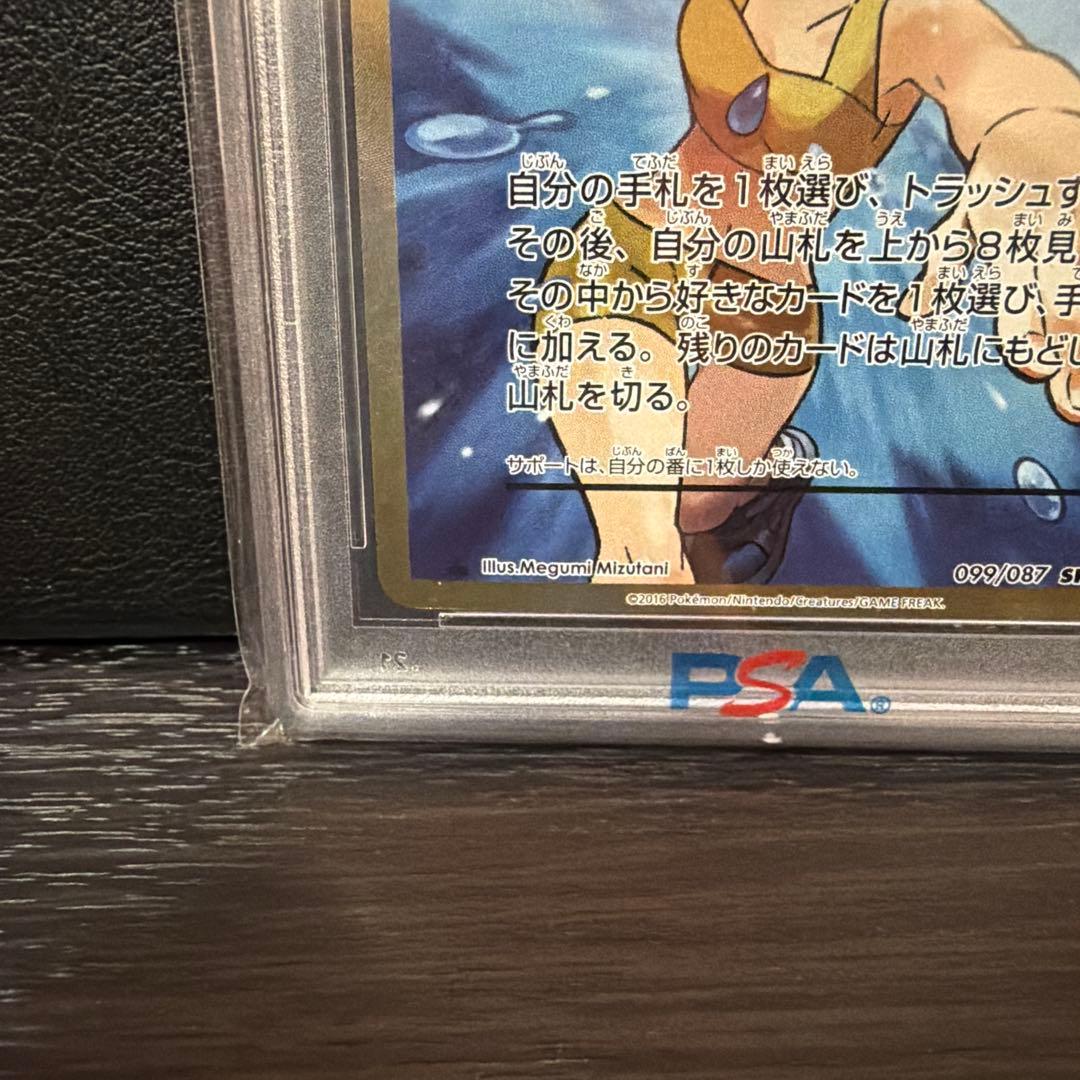 自分の手札を1枚選び、トラッシュす
その後、自分の山札を上から8枚見
その中から好きなカードを1枚選び、手
に加える。残りのカードは山札にもどし
山札を切る。
サポートは、自分の番に1枚しか使えない。
Illus.Megumi Mizutani
099/087
©2016 Pokémon/Nintendo/Creatures/GAME FREAK.
PSA®